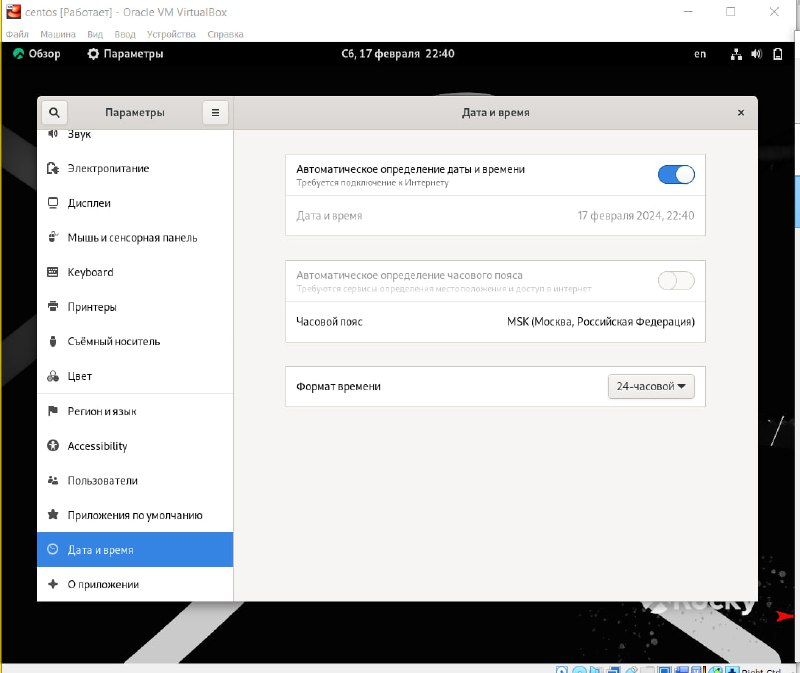 centos [Работает] - Oracle VM VirtualBox
Файл Машина Вид Ввод Устройства Справка
Обзор Параметры Сб, 17 февраля 22:40 en
Параметры Дата и время
Звук
Электропитание
Дисплеи
Мышь и сенсорная панель
Keyboard
Принтеры
Съёмный носитель
Цвет
Регион и язык
Accessibility
Пользователи
Приложения по умолчанию
Дата и время
О приложении
Автоматическое определение даты и времени
Требуется подключение к Интернету
Дата и время 17 февраля 2024, 22:40
Автоматическое определение часового пояса
Требуются сервисы определения местоположения и доступ в интернет
Часовой пояс MSK (Москва, Российская Федерация)
Формат времени 24-часовой
Rocky
Right Ctrl